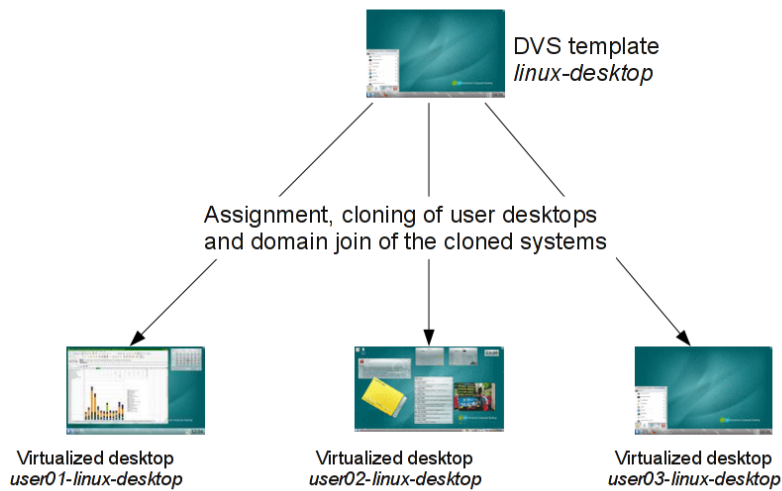 DVS template
linux-desktop
Assignment, cloning of user desktops
and domain join of the cloned systems
Virtualized desktop
user01-linux-desktop
Virtualized desktop
user02-linux-desktop
Virtualized desktop
user03-linux-desktop